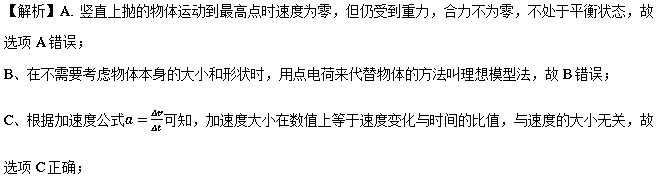 【解析】A. 竖直上抛的物体运动到最高点时速度为零，但仍受到重力，合力不为零，不处于平衡状态，故
选项 A 错误；
B、在不需要考虑物体本身的大小和形状时，用点电荷来代替物体的方法叫理想模型法，故 B 错误；
C、根据加速度公式a=Δv/Δt可知，加速度大小在数值上等于速度变化与时间的比值，与速度的大小无关，故
选项 C 正确；